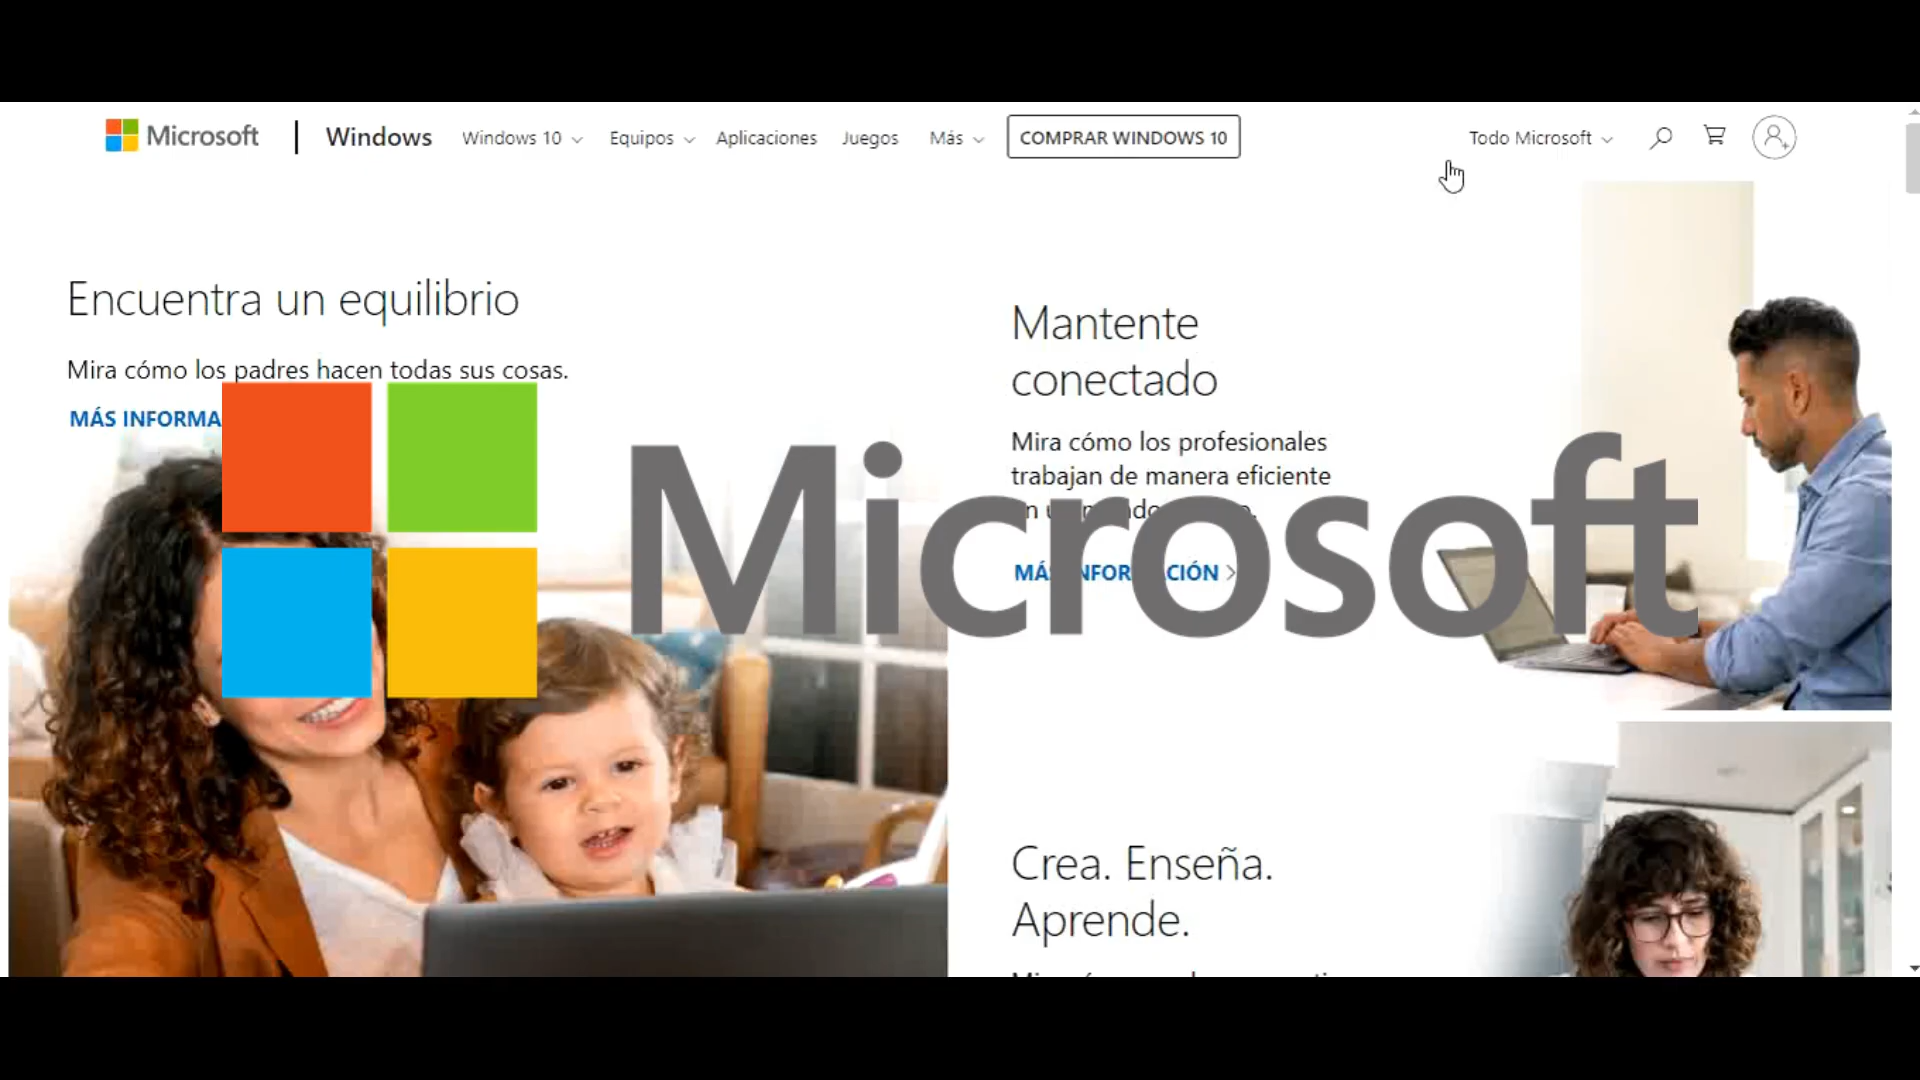 Microsoft
Windows
Windows 10
Equipos
Aplicaciones
Juegos
Más
COMPRAR WINDOWS 10
Todo Microsoft
Encuentra un equilibrio
Mira cómo los padres hacen todas sus cosas.
MÁS INFORMA
Mantente
conectado
Mira cómo los profesionales
trabajan de manera eficiente
MÁS INFORMACIÓN
Microsoft
Crea. Enseña.
Aprende.